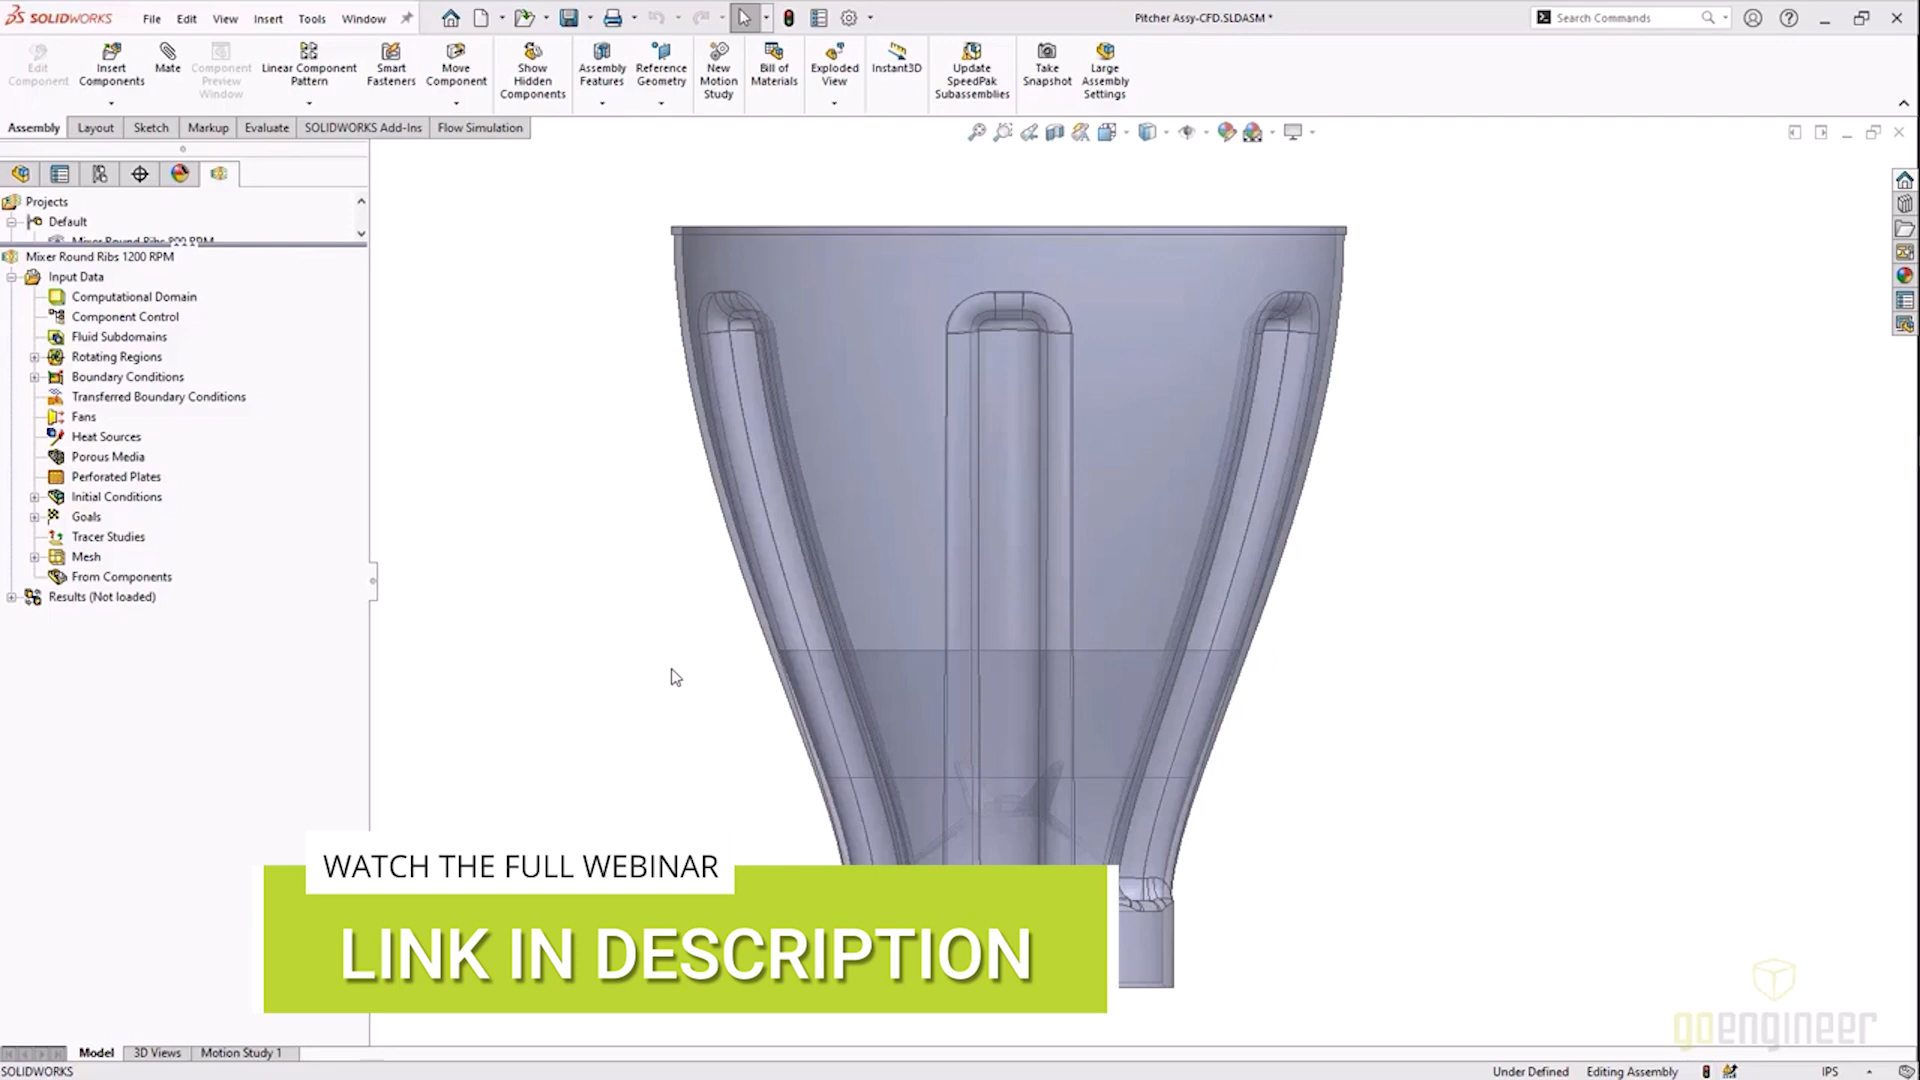 SOLIDWORKS
File Edit View Insert Tools Window
Pitcher Assy-CFD.SLDASM *
Search Commands
Edit Component
Insert Components
Mate
Component Preview Window
Linear Component Pattern
Smart Fasteners
Move Component
Show Hidden Components
Assembly Features
Reference Geometry
New Motion Study
Bill of Materials
Exploded View
Instant3D
Update SpeedPak Subassemblies
Take Snapshot
Large Assembly Settings
Assembly Layout Sketch Markup Evaluate SOLIDWORKS Add-Ins Flow Simulation
Projects
Default
Mixer Round Ribs 800 RPM
Mixer Round Ribs 1200 RPM
Input Data
Computational Domain
Component Control
Fluid Subdomains
Rotating Regions
Boundary Conditions
Transferred Boundary Conditions
Fans
Heat Sources
Porous Media
Perforated Plates
Initial Conditions
Goals
Tracer Studies
Mesh
From Components
Results (Not loaded)
WATCH THE FULL WEBINAR
LINK IN DESCRIPTION
goengineer
Model 3D Views Motion Study 1
SOLIDWORKS
Under Defined Editing Assembly IPS